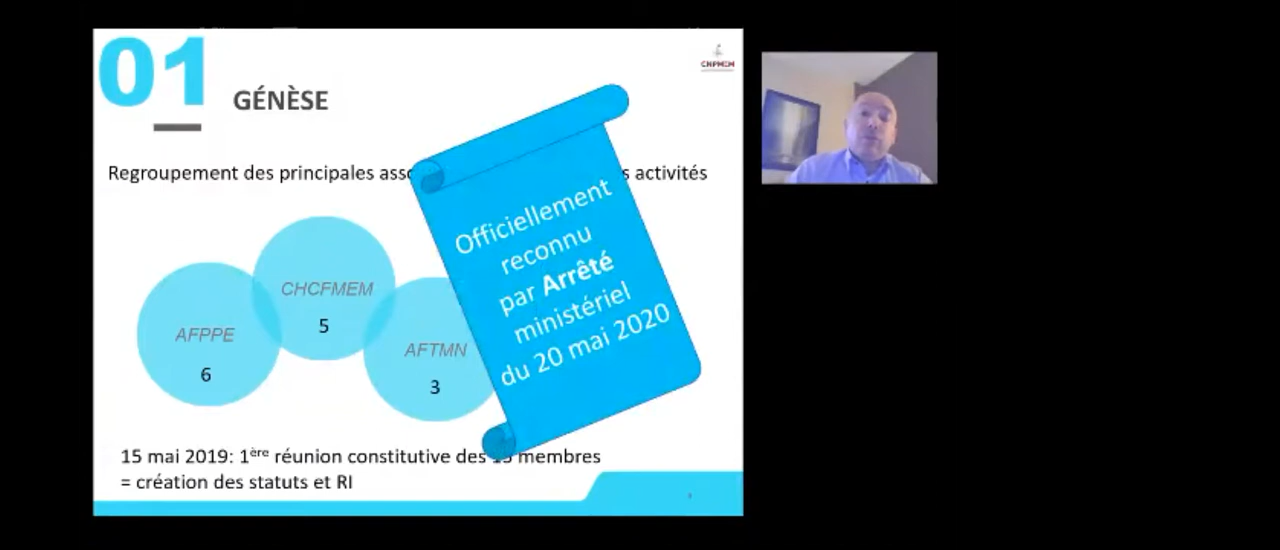 01
GÉNÈSE
CNPMEM
Regroupement des principales
s activités
Officiellement
reconnu
par Arrêté
ministériel
du 20 mai 2020
CHCFMEM
5
AFPPE
6
AFTMN
3
15 mai 2019: 1ère réunion constitutive des membres
= création des statuts et RI